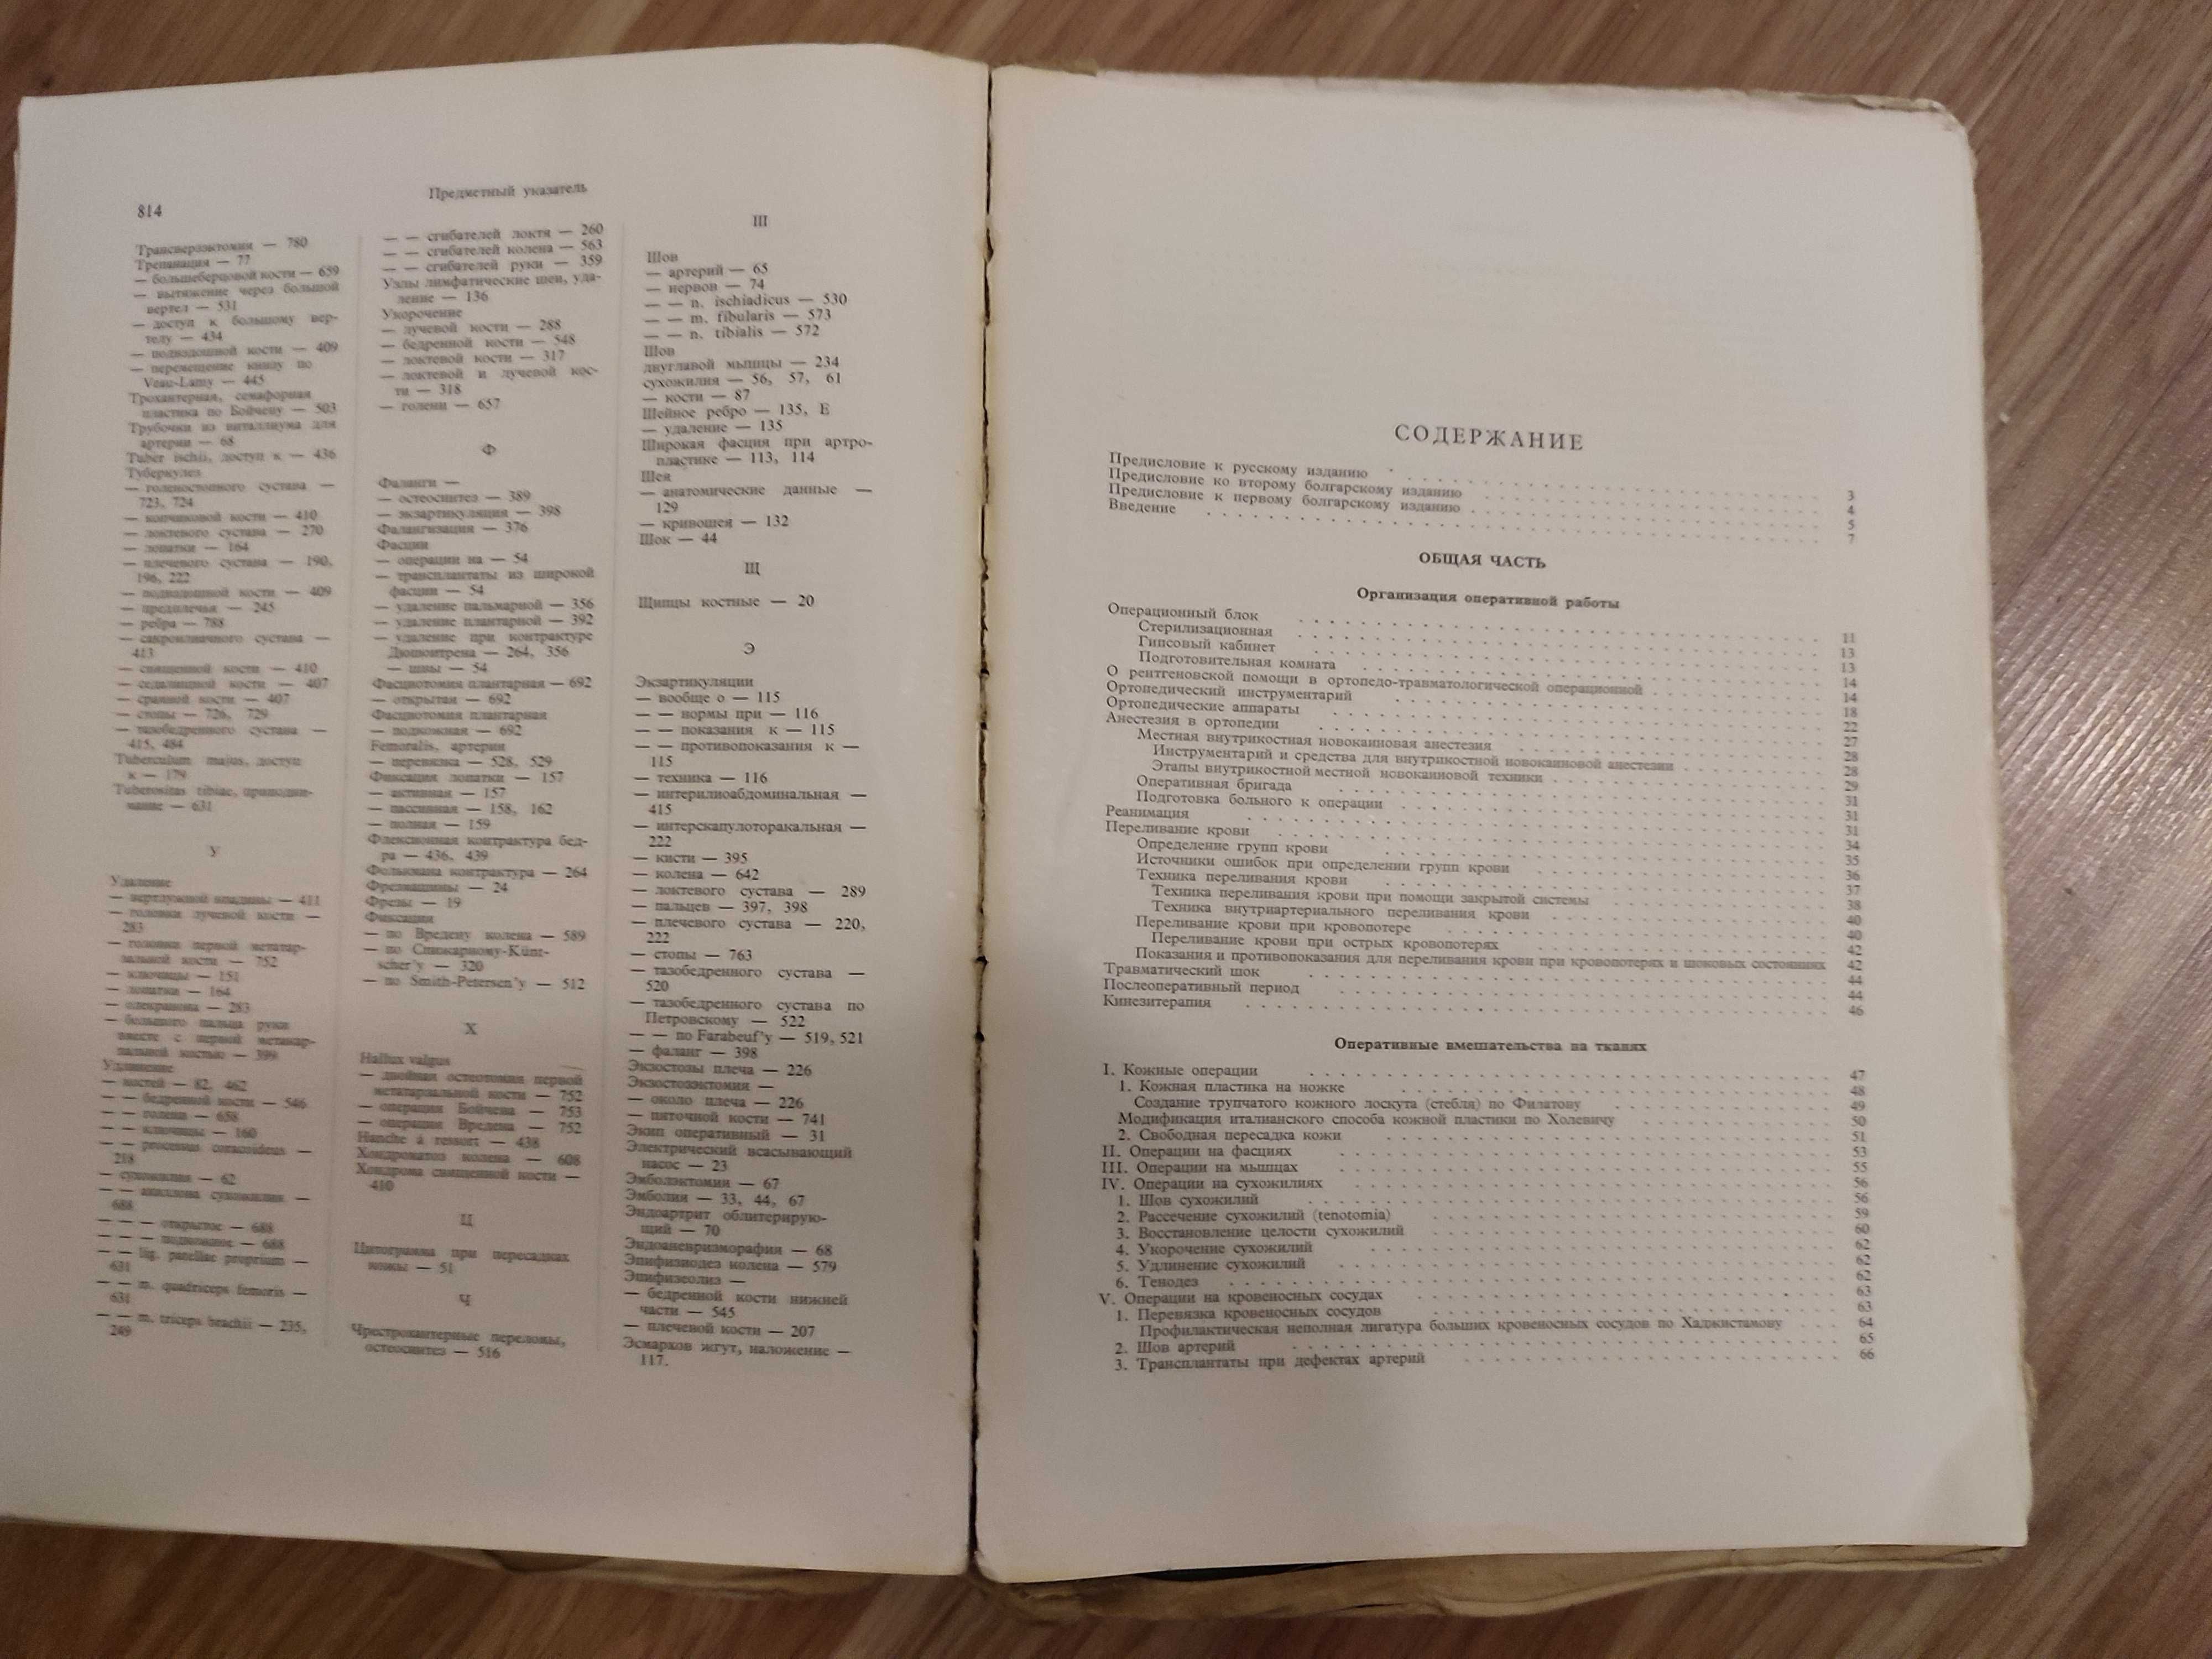 814
Предметный указатель
Трансверзэктомия — 780
Трепанация — 77
— большеберцовой кости — 659
— вытяжение через большой
вертел — 531
— доступ к большому вер-
телу — 434
— подвздошной кости — 409
— перемещение книзу по
Veau-Lamy — 445
Трохантерная, семафорная
пластика по Бойчеву — 503
Трубочки из виталлиума для
артерии — 68
Tuber ischii, доступ к — 436
Туберкулез
— голеностопного сустава —
723, 724
— копчиковой кости — 410
— локтевого сустава — 270
— лопатки — 164
— плечевого сустава — 190,
196, 222
— подвздошной кости — 409
— предплечья — 245
— ребра — 788
— сакроилиачного сустава —
413
— священной кости — 410
— седалищной кости — 407
— срамной кости — 407
— стопы — 726, 729
— тазобедренного сустава —
415, 484
Tuberculum majus, доступ
к — 179
Tuberositas tibiae, приподни-
мание — 631
У
Удаление
— вертлужной впадины — 411
— головки лучевой кости —
283
— головки первой метатар-
зальной кости — 752
— ключицы — 151
— лопатки — 164
— олекранона — 283
— большого пальца руки
вместе с первой метакар-
пальной костью — 399
Удлинение
— костей — 82, 462
— — бедренной кости — 546
— — голени — 658
— — ключицы — 160
— — processus coracoideus —
218
— сухожилия — 62
— — ахиллова сухожилия —
688
— — — открытое — 688
— — — подкожное — 688
— — lig. patellae proprium —
631
— — m. quadriceps femoris —
631
— — m. triceps brachii — 235,
249
— — сгибателей локтя — 260
— — сгибателей колена — 563
— — сгибателей руки — 359
Узлы лимфатические шеи, уда-
ление — 136
Укорочение
— лучевой кости — 288
— бедренной кости — 548
— локтевой кости — 317
— локтевой и лучевой кос-
ти — 318
— голени — 657
Ф
Фаланги —
— остеосинтез — 389
— экзартикуляция — 398
Фалангизация — 376
Фасции
— операции на — 54
— трансплантаты из широкой
фасции — 54
— удаление пальмарной — 356
— удаление плантарной — 392
— удаление при контрактуре
Дюпюитрена — 264, 356
— швы — 54
Фасциотомия плантарная — 692
— открытая — 692
Фасциотомия плантарная
— подкожная — 692
Femoralis, артерии
— перевязка — 528, 529
Фиксация лопатки — 157
— активная — 157
— пассивная — 158, 162
— полная — 159
Флексионная контрактура бед-
ра — 436, 439
Фолькмана контрактура — 264
Фрезмашины — 24
Фрезы — 19
Фиксация
— по Вредену колена — 589
— по Спижарному-Künt-
scher'у — 320
— по Smith-Petersen'у — 512
Х
Hallux valgus
— двойная остеотомия первой
метатарзальной кости — 752
— операция Бойчева — 753
— операция Вредена — 752
Hanche à ressort — 438
Хондроматоз колена — 608
Хондрома священной кости —
410
Ц
Цитограмма при пересадках
кожы — 51
Ч
Чрестрохантерные переломы,
остеосинтез — 516
Ш
Шов
— артерий — 65
— нервов — 74
— — n. ischiadicus — 530
— — m. fibularis — 573
— — n. tibialis — 572
Шов
двуглавой мышцы — 234
сухожилия — 56, 57, 61
— кости — 87
Шейное ребро — 135, Е
— удаление — 135
Широкая фасция при артро-
пластике — 113, 114
Шея
— анатомические данные —
129
— кривошея — 132
Шок — 44
Щ
Щипцы костные — 20
Э
Экзартикуляции
— вообще о — 115
— — нормы при — 116
— — показания к — 115
— — противопоказания к —
115
— техника — 116
— интерилиоабдоминальная —
415
— интерскапулоторакальная —
222
— кисти — 395
— колена — 642
— локтевого сустава — 289
— пальцев — 397, 398
— плечевого сустава — 220,
222
— стопы — 763
— тазобедренного сустава —
520
— тазобедренного сустава по
Петровскому — 522
— — по Farabeuf'у — 519, 521
— фаланг — 398
Экзостозы плеча — 226
Экзостозэктомия —
— около плеча — 226
— пяточной кости — 741
Экип оперативный — 31
Электрический всасывающий
насос — 23
Эмболэктомия — 67
Эмболия — 33, 44, 67
Эндоартрит облитерирую-
щий — 70
Эндоаневризморафия — 68
Эпифизиодез колена — 579
Эпифизеолиз —
— бедренной кости нижней
части — 545
— плечевой кости — 207
Эсмархов жгут, наложение —
117.
СОДЕРЖАНИЕ
Предисловие к русскому изданию . . . 3
Предисловие ко второму болгарскому изданию . . . 4
Предисловие к первому болгарскому изданию . . . 5
Введение . . . 7
ОБЩАЯ ЧАСТЬ
Организация оперативной работы
Операционный блок . . . 11
Стерилизационная . . . 13
Гипсовый кабинет . . . 13
Подготовительная комната . . . 14
О рентгеновской помощи в ортопедо-травматологической операционной . . . 14
Ортопедический инструментарий . . . 18
Ортопедические аппараты . . . 22
Анестезия в ортопедии . . . 27
Местная внутрикостная новокаиновая анестезия . . . 28
Инструментарий и средства для внутрикостной новокаиновой анестезии . . . 28
Этапы внутрикостной местной новокаиновой техники . . . 29
Оперативная бригада . . . 31
Подготовка больного к операции . . . 31
Реанимация . . . 31
Переливание крови . . . 34
Определение групп крови . . . 35
Источники ошибок при определении групп крови . . . 36
Техника переливания крови . . . 37
Техника переливания крови при помощи закрытой системы . . . 38
Техника внутриартериального переливания крови . . . 40
Переливание крови при кровопотере . . . 40
Переливание крови при острых кровопотерях . . . 42
Показания и противопоказания для переливания крови при кровопотерях и шоковых состояниях 42
Травматический шок . . . 44
Послеоперативный период . . . 44
Кинезитерапия . . . 46
Оперативные вмешательства на тканях
I. Кожные операции . . . 47
1. Кожная пластика на ножке . . . 48
Создание трупчатого кожного лоскута (стебля) по Филатову . . . 49
Модификация италианского способа кожной пластики по Холевичу . . . 50
2. Свободная пересадка кожи . . . 51
II. Операции на фасциях . . . 53
III. Операции на мышцах . . . 55
IV. Операции на сухожилиях . . . 56
1. Шов сухожилий . . . 56
2. Рассечение сухожилий (tenotomia) . . . 59
3. Восстановление целости сухожилий . . . 60
4. Укорочение сухожилий . . . 62
5. Удлинение сухожилий . . . 62
6. Тенодез . . . 62
V. Операции на кровеносных сосудах . . . 63
1. Перевязка кровеносных сосудов . . . 63
Профилактическая неполная лигатура больших кровеносных сосудов по Хаджистамову . . . 64
2. Шов артерий . . . 65
3. Трансплантаты при дефектах артерий . . . 66